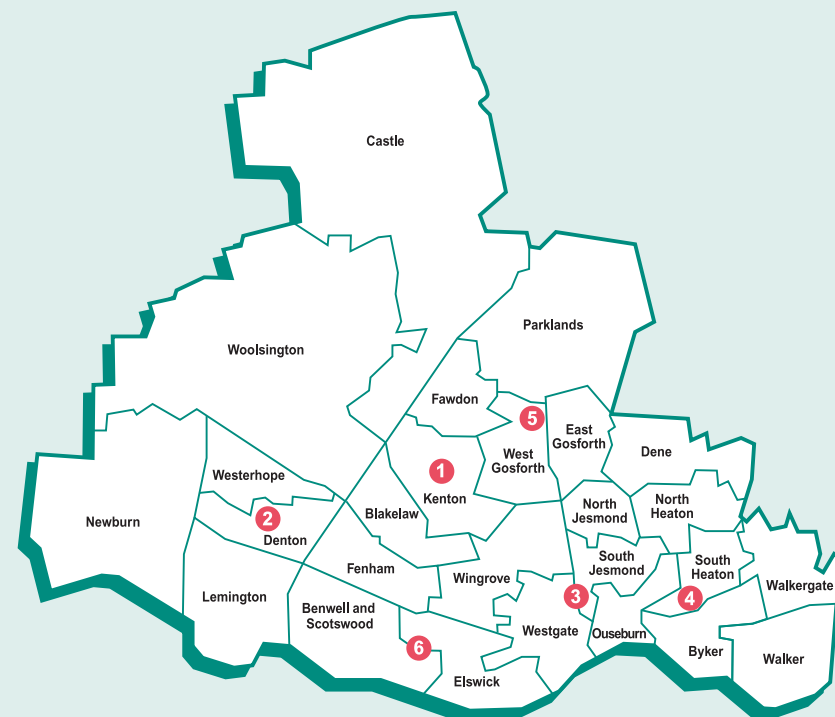 Castle
Parklands
Woolsington
Fawdon
5
East
Gosforth
West
Gosforth
Dene
1
Kenton
Westerhope
Newburn
2
Denton
Blakelaw
North
Jesmond
North
Heaton
Fenham
Wingrove
South
Jesmond
South
Heaton
Walkergate
Lemington
Benwell and
Scotswood
3
4
Westgate
Ouseburn
6
Elswick
Byker
Walker